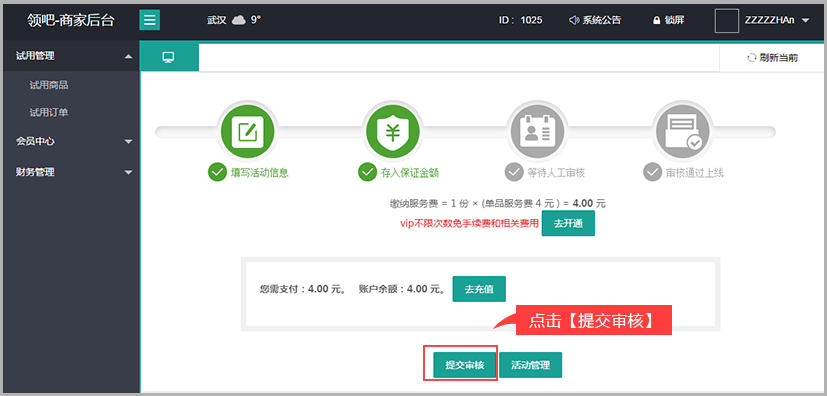 领吧-商家后台
武汉 9°
ID： 1025
系统公告
锁屏
ZZZZZHAn
试用管理
试用商品
试用订单
会员中心
财务管理
刷新当前
填写活动信息
存入保证金额
等待人工审核
审核通过上线
缴纳服务费 = 1 份 × (单品服务费 4 元 ) = 4.00 元
vip不限次数免手续费和相关费用 去开通
您需支付：4.00 元。 账户余额：4.00 元。 去充值
点击【提交审核】
提交审核 活动管理